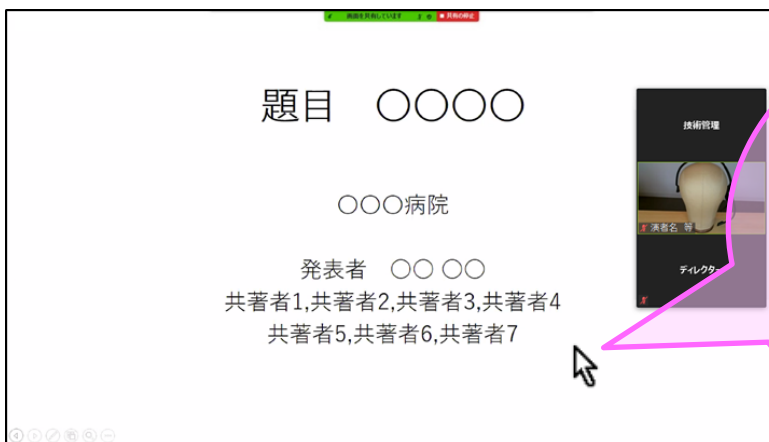 画面を共有しています 共有の停止
題目 〇〇〇〇
〇〇〇病院
発表者 〇〇 〇〇
共著者1,共著者2,共著者3,共著者4
共著者5,共著者6,共著者7
技術管理
演者名 等
ディレクター